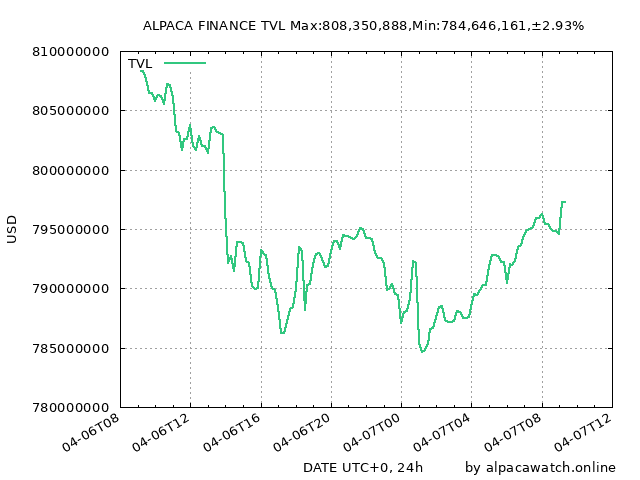 ALPACA FINANCE TVL Max:808,350,888,Min:784,646,161,±2.93%
810000000
TVL
805000000
800000000
795000000
USD
790000000
785000000
780000000
04-06T08 04-06T12 04-06T16 04-06T20 04-07T00 04-07T04 04-07T08 04-07T12
DATE UTC+0, 24h by alpacawatch.online